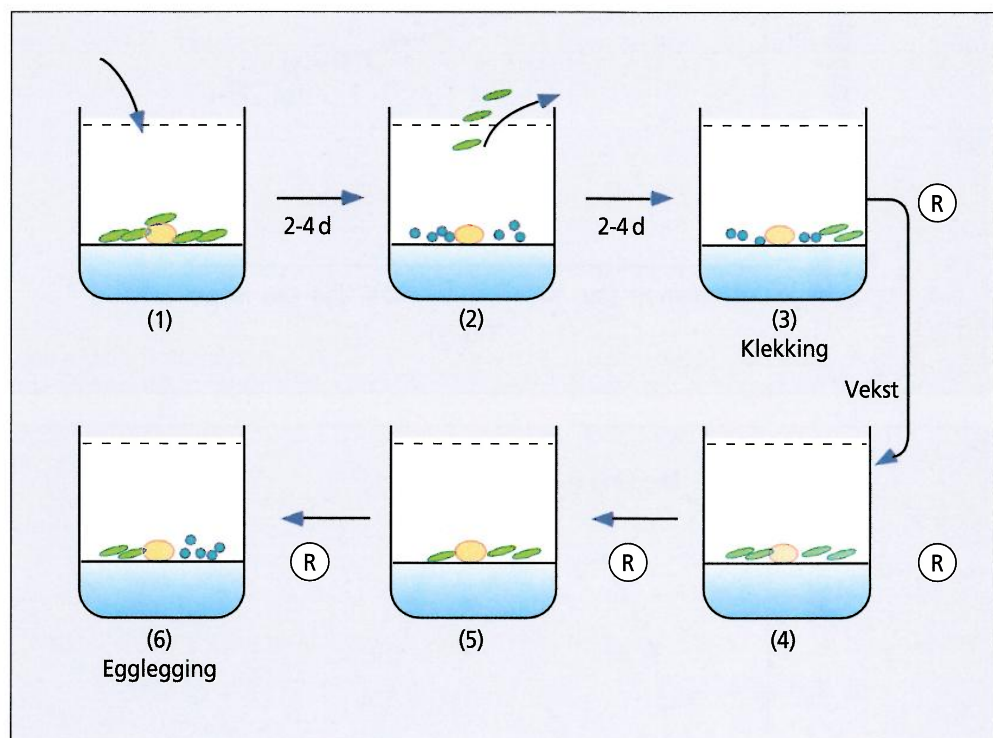 2-4 d
2-4 d
R
(1)
(2)
(3)
Klekking
Vekst
R
R
R
(6)
(5)
(4)
Egglegging